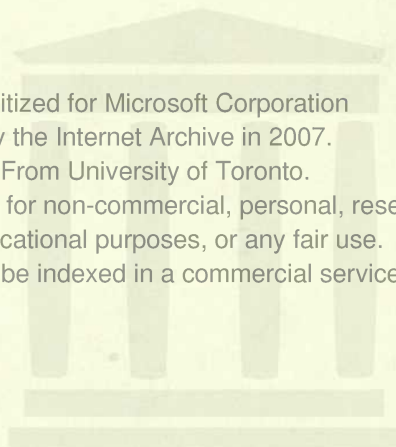 itized for Microsoft Corporation
y the Internet Archive in 2007.
From University of Toronto.
for non-commercial, personal, rese
cational purposes, or any fair use.
be indexed in a commercial service